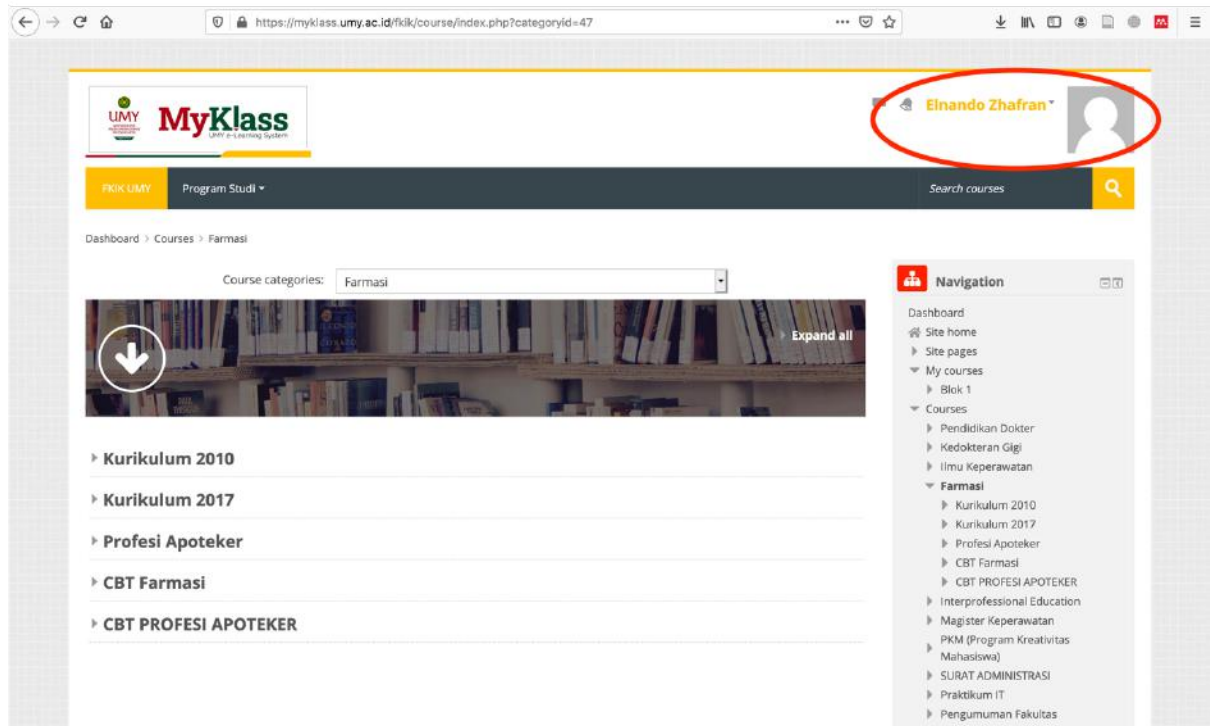 https://myklass.umy.ac.id/fkik/course/index.php?categoryid=47
UMY
MyKlass
UMY e-Learning System
Elnando Zhafran
FKIK UMY
Program Studi
Search courses
Dashboard > Courses > Farmasi
Course categories:
Farmasi
Expand all
Kurikulum 2010
Kurikulum 2017
Profesi Apoteker
CBT Farmasi
CBT PROFESI APOTEKER
Navigation
Dashboard
Site home
Site pages
My courses
Blok 1
Courses
Pendidikan Dokter
Kedokteran Gigi
Ilmu Keperawatan
Farmasi
Kurikulum 2010
Kurikulum 2017
Profesi Apoteker
CBT Farmasi
CBT PROFESI APOTEKER
Interprofessional Education
Magister Keperawatan
PKM (Program Kreativitas
Mahasiswa)
SURAT ADMINISTRASI
Praktikum IT
Pengumuman Fakultas